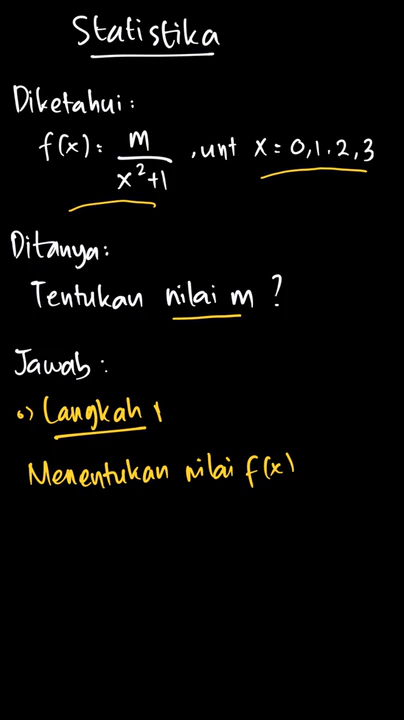 Statistika
Diketahui:
f(x) = m/(x²+1) , unt x = 0, 1, 2, 3
Ditanya:
Tentukan nilai m ?
Jawab :
•) Langkah 1
Menentukan nilai f(x)